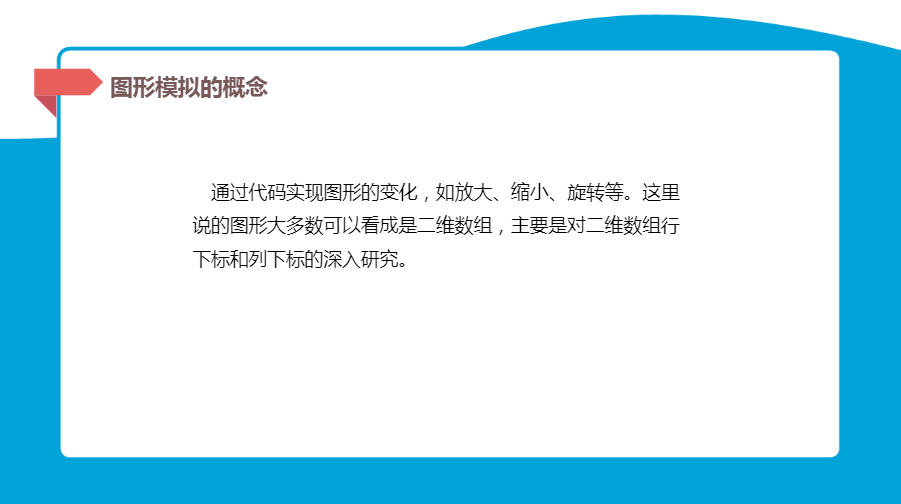 图形模拟的概念
通过代码实现图形的变化，如放大、缩小、旋转等。这里
说的图形大多数可以看成是二维数组，主要是对二维数组行
下标和列下标的深入研究。